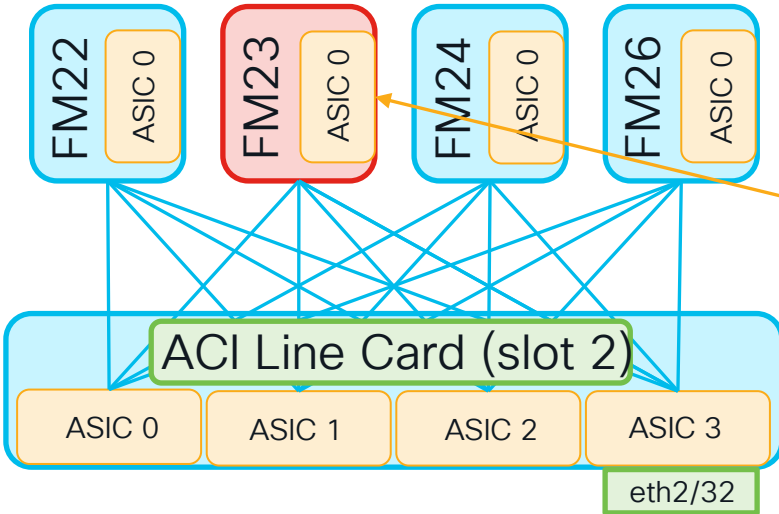 FM22
ASIC 0
FM23
ASIC 0
FM24
ASIC 0
FM26
ASIC 0
ACI Line Card (slot 2)
ASIC 0
ASIC 1
ASIC 2
ASIC 3
eth2/32